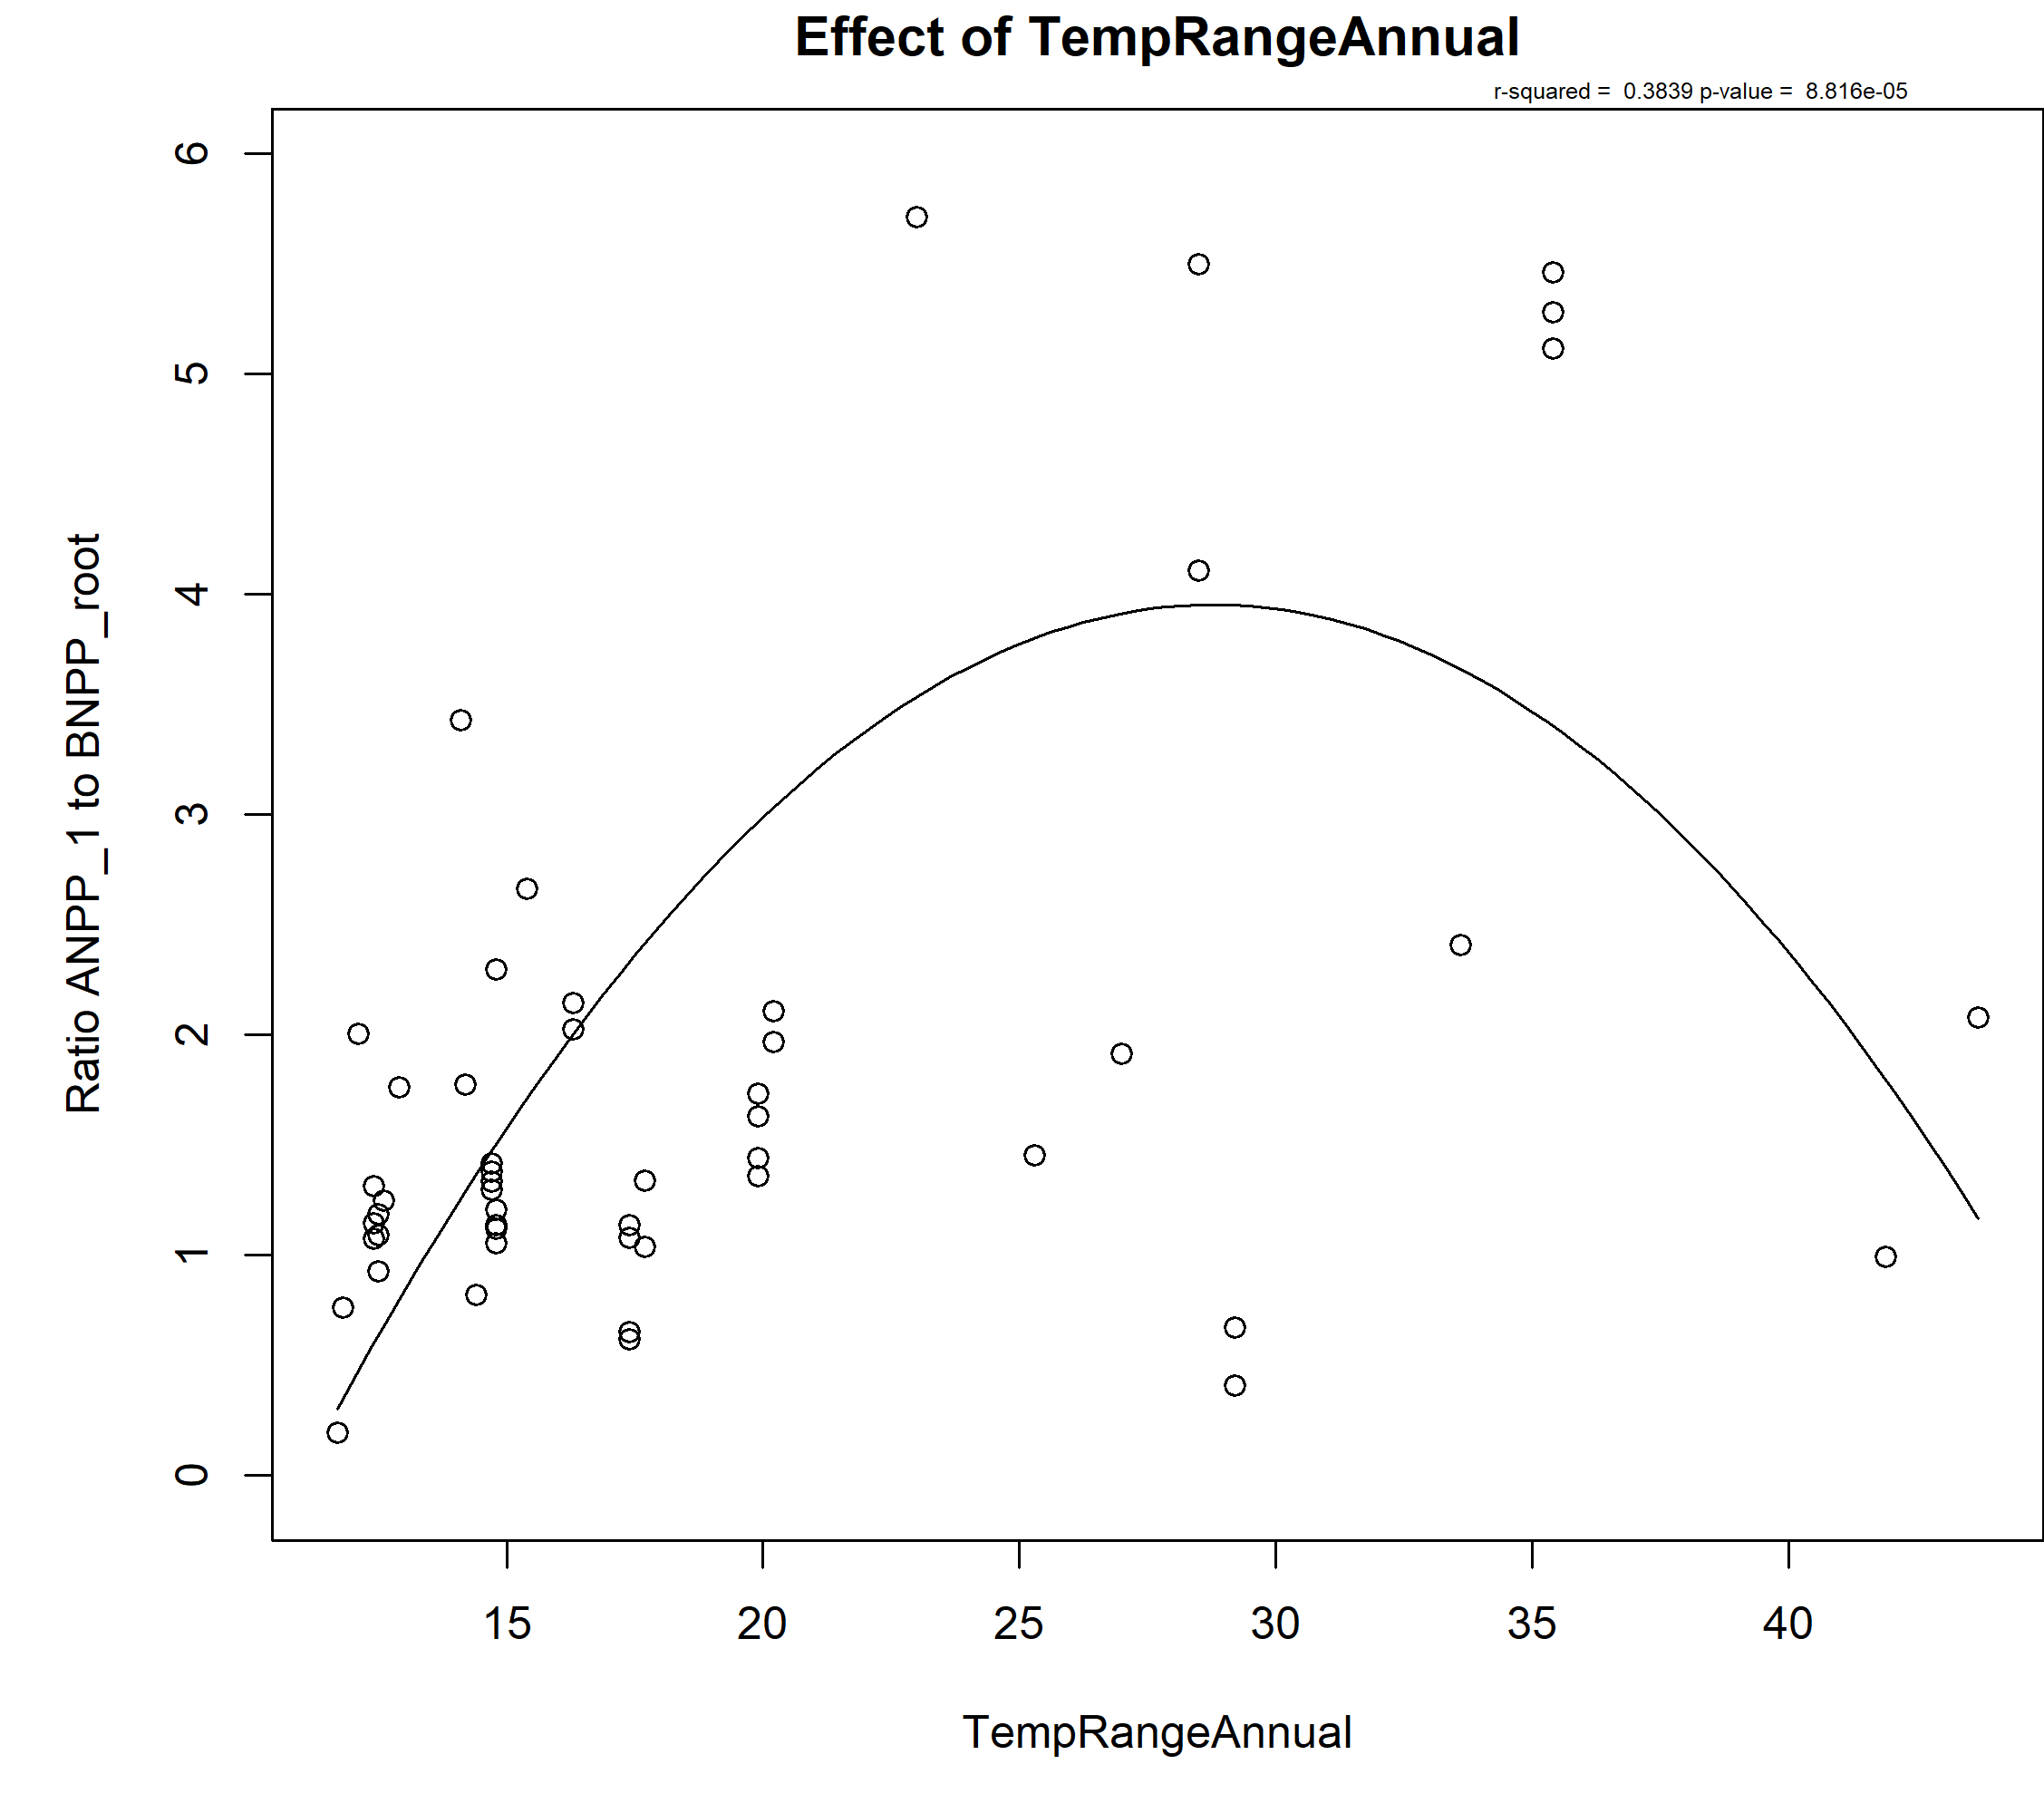 Effect of TempRangeAnnual
r-squared = 0.3839 p-value = 8.816e-05
Ratio ANPP_1 to BNPP_root
6
5
4
3
2
1
0
15 20 25 30 35 40
TempRangeAnnual